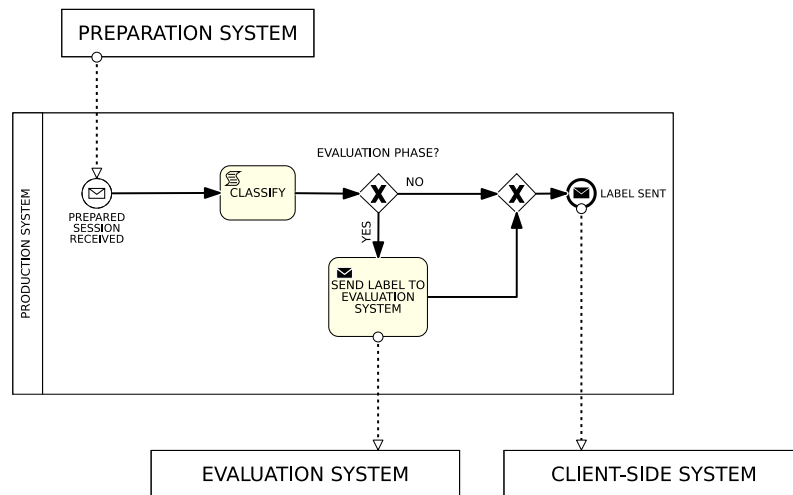 PREPARATION SYSTEM
PRODUCTION SYSTEM
EVALUATION PHASE?
PREPARED
SESSION
RECEIVED
CLASSIFY
NO
YES
LABEL SENT
SEND LABEL TO
EVALUATION
SYSTEM
EVALUATION SYSTEM
CLIENT-SIDE SYSTEM